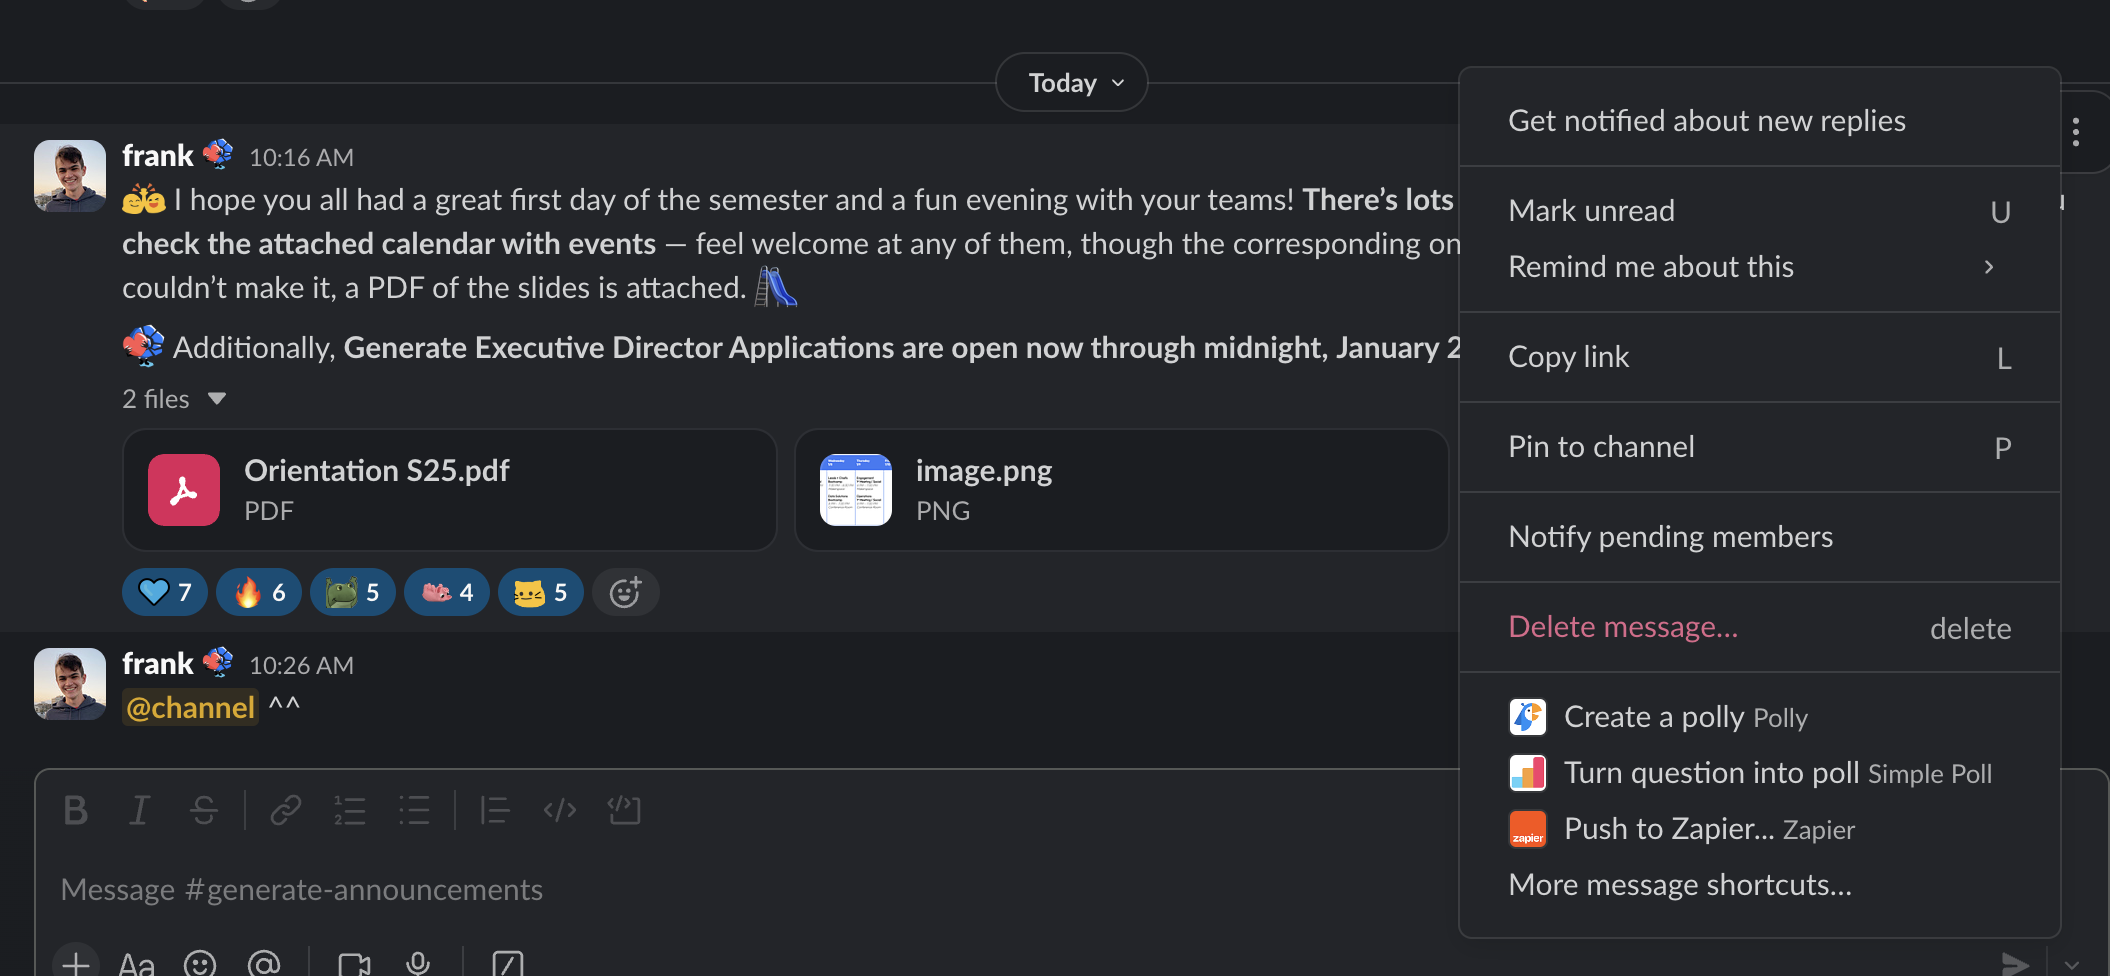 Today
frank 10:16 AM
I hope you all had a great first day of the semester and a fun evening with your teams! There’s lots
check the attached calendar with events — feel welcome at any of them, though the corresponding on
couldn’t make it, a PDF of the slides is attached.
Additionally, Generate Executive Director Applications are open now through midnight, January 2
2 files
Orientation S25.pdf
PDF
image.png
PNG
7 6 5 4 5
frank 10:26 AM
@channel ^^
B I S
Message #generate-announcements
Aa
Get notified about new replies
Mark unread U
Remind me about this
Copy link L
Pin to channel P
Notify pending members
Delete message... delete
Create a polly Polly
Turn question into poll Simple Poll
zapier Push to Zapier... Zapier
More message shortcuts...